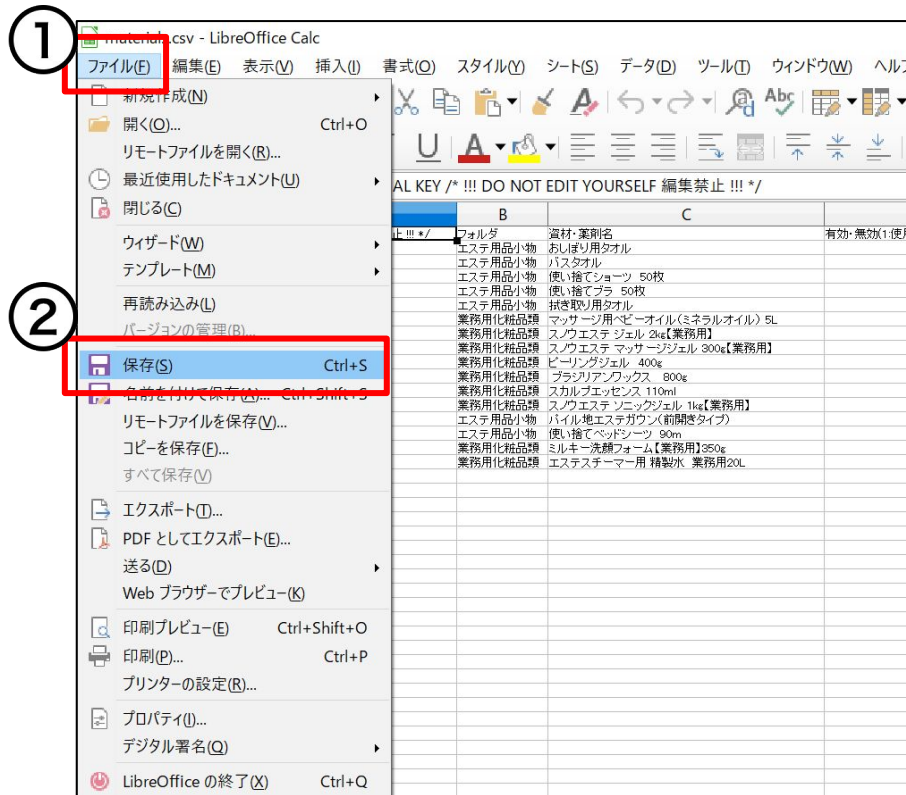 ①
materials.csv - LibreOffice Calc
ファイル(F) 編集(E) 表示(V) 挿入(I) 書式(O) スタイル(Y) シート(S) データ(D) ツール(T) ウィンドウ(W) ヘルプ
新規作成(N)
開く(O)... Ctrl+O
リモートファイルを開く(R)...
最近使用したドキュメント(U)
閉じる(C)
ウィザード(W)
テンプレート(M)
②
再読み込み(L)
バージョンの管理(B)...
保存(S) Ctrl+S
名前を付けて保存(A)... Ctrl+Shift+S
リモートファイルを保存(V)...
コピーを保存(F)...
すべて保存(V)
エクスポート(T)...
PDF としてエクスポート(E)...
送る(D)
Web ブラウザーでプレビュー(K)
印刷プレビュー(E) Ctrl+Shift+O
印刷(P)... Ctrl+P
プリンターの設定(R)...
プロパティ(I)...
デジタル署名(Q)
LibreOffice の終了(X) Ctrl+Q
AL KEY /* !!! DO NOT EDIT YOURSELF 編集禁止 !!! */
B C
止 !!! */ フォルダ 資材・薬剤名 有効・無効(1:使用
エステ用品小物 おしぼり用タオル
エステ用品小物 バスタオル
エステ用品小物 使い捨てショーツ 50枚
エステ用品小物 使い捨てブラ 50枚
エステ用品小物 拭き取り用タオル
業務用化粧品類 マッサージ用ベビーオイル(ミネラルオイル) 5L
業務用化粧品類 スノウエステ ジェル 2kg【業務用】
業務用化粧品類 スノウエステ マッサージジェル 300g【業務用】
業務用化粧品類 ピーリングジェル 400g
業務用化粧品類 ブラジリアンワックス 800g
業務用化粧品類 スカルプエッセンス 110ml
業務用化粧品類 スノウエステ ソニックジェル 1kg【業務用】
エステ用品小物 パイル地エステガウン(前開きタイプ)
エステ用品小物 使い捨てベッドシーツ 90m
業務用化粧品類 ミルキー洗顔フォーム【業務用】350g
業務用化粧品類 エステスチーマー用 精製水 業務用20L